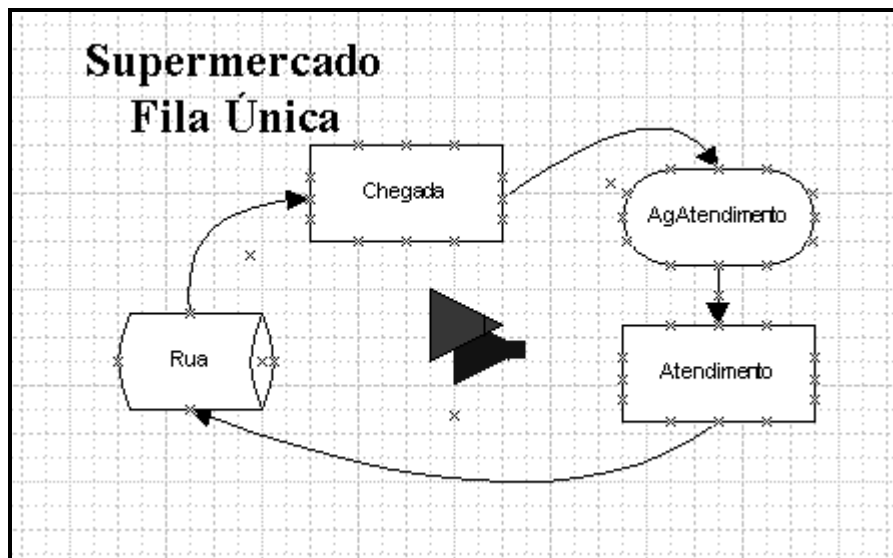 Supermercado
Fila Única
Chegada
AgAtendimento
Rua
Atendimento